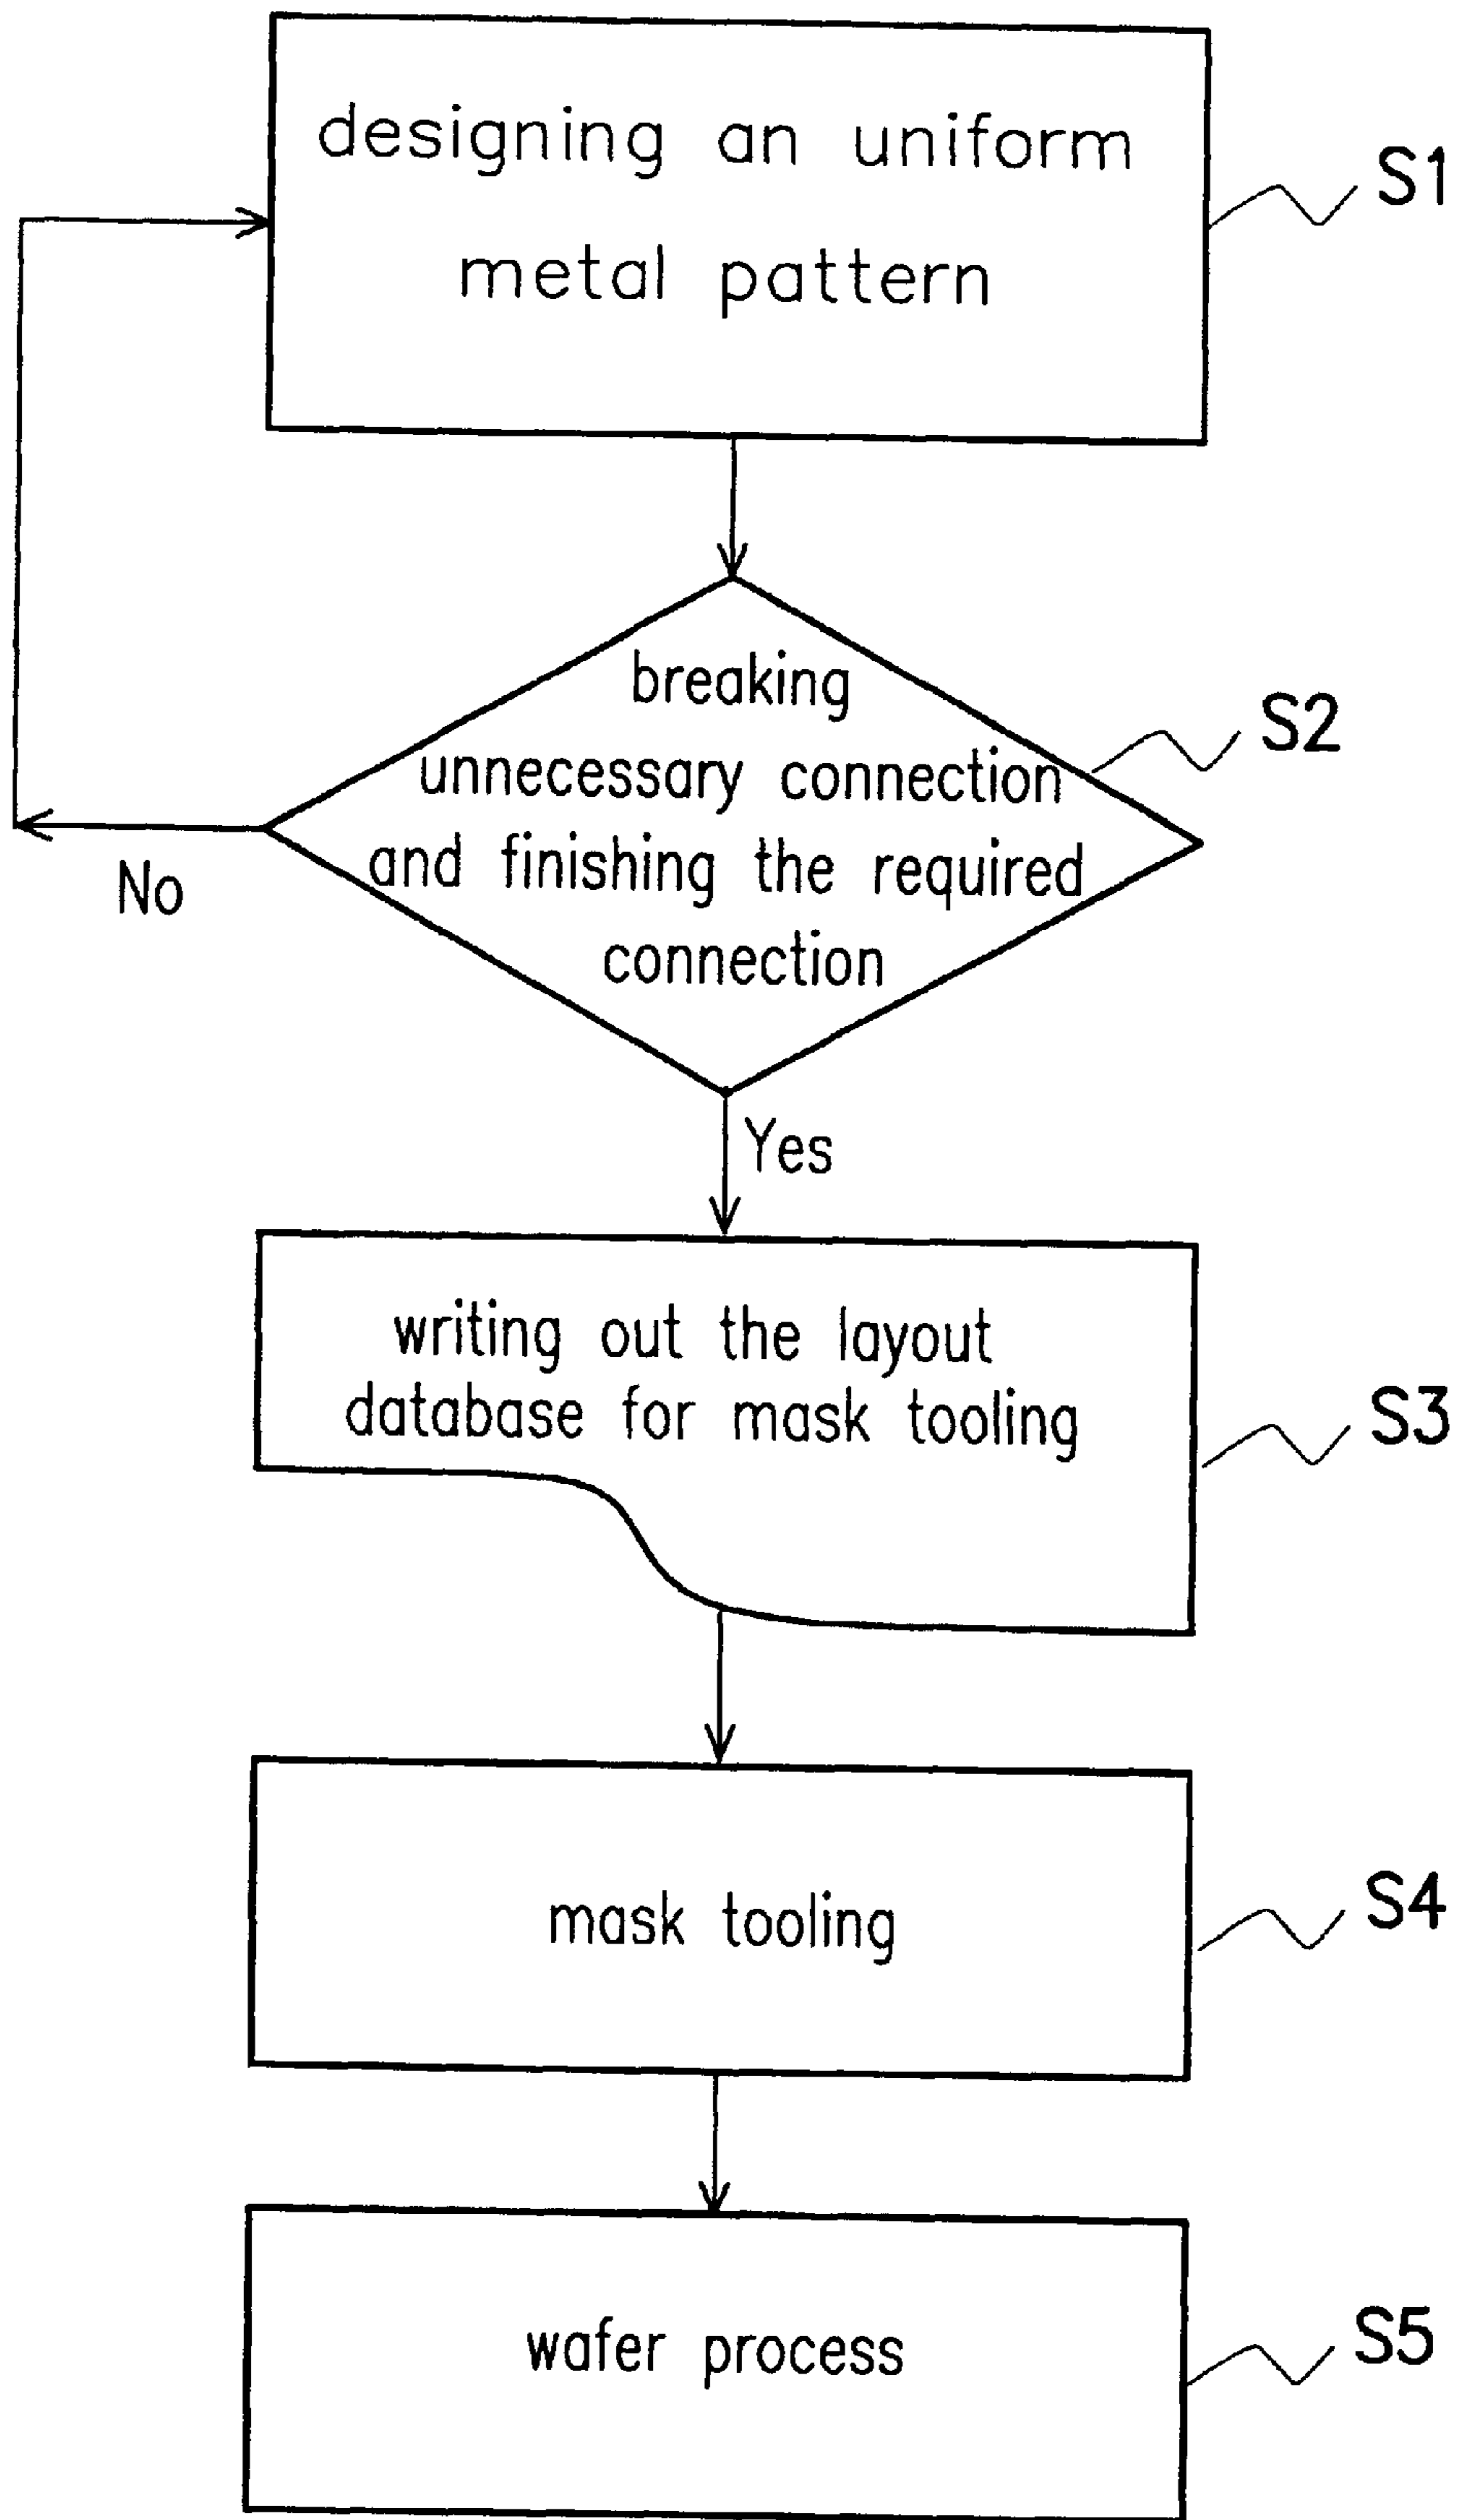 designing an uniform
metal pattern
S1
breaking
unnecessary connection
and finishing the required
connection
S2
No
Yes
writing out the layout
database for mask tooling
S3
mask tooling
S4
wafer process
S5